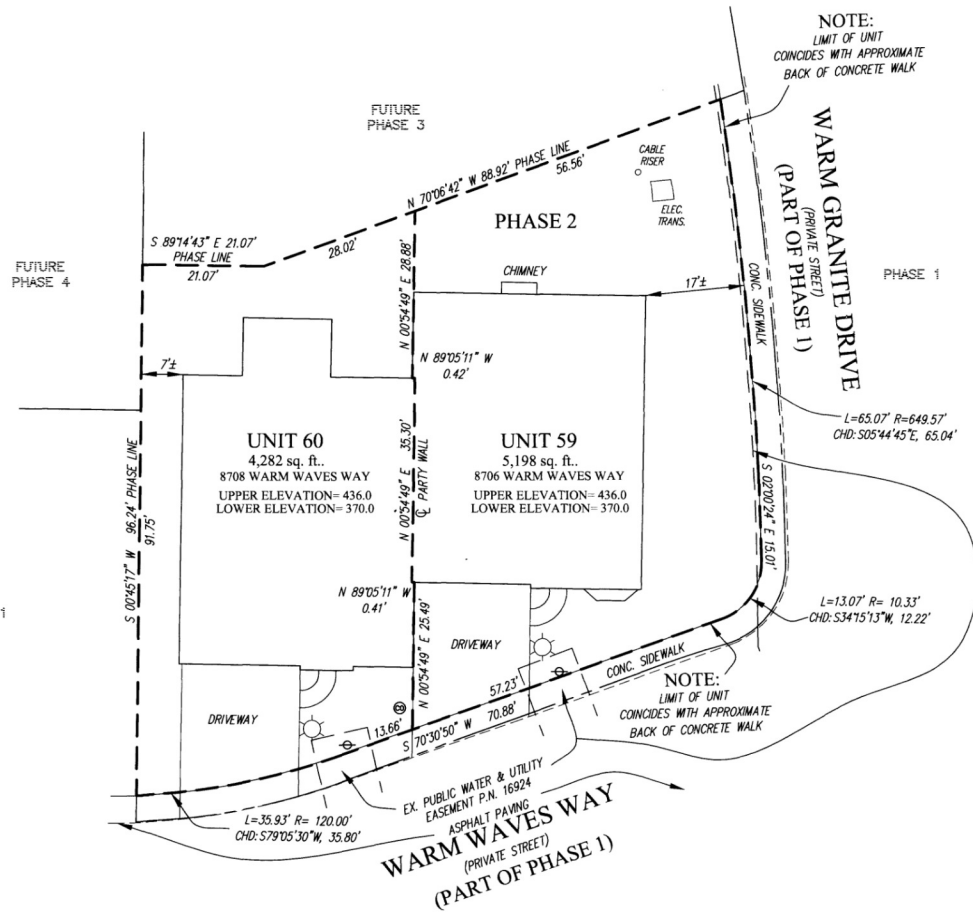 NOTE:
LIMIT OF UNIT
COINCIDES WITH APPROXIMATE
BACK OF CONCRETE WALK
FUTURE
PHASE 3
WARM GRANITE DRIVE
(PRIVATE STREET)
(PART OF PHASE 1)
N 70°06'42" W 88.92' PHASE LINE
56.56'
CABLE
RISER
ELEC.
TRANS.
PHASE 2
S 89°14'43" E 21.07'
PHASE LINE
21.07'
28.02'
FUTURE
PHASE 4
N 00°54'49" E 28.88'
CHIMNEY
17'±
CONC. SIDEWALK
PHASE 1
7'±
N 89°05'11" W
0.42'
L=65.07' R=649.57'
CHD: S05°44'45"E, 65.04'
UNIT 60
4,282 sq. ft..
8708 WARM WAVES WAY
UPPER ELEVATION= 436.0
LOWER ELEVATION= 370.0
N 00°54'49" E 35.30'
℄ PARTY WALL
UNIT 59
5,198 sq. ft..
8706 WARM WAVES WAY
UPPER ELEVATION= 436.0
LOWER ELEVATION= 370.0
S 00°45'17" W 96.24' PHASE LINE
91.75'
S 02°00'24" E 15.01'
N 89°05'11" W
0.41'
N 00°54'49" E 25.49'
L=13.07' R= 10.33'
CHD: S34°15'13"W, 12.22'
DRIVEWAY
CONC. SIDEWALK
NOTE:
LIMIT OF UNIT
COINCIDES WITH APPROXIMATE
BACK OF CONCRETE WALK
DRIVEWAY
57.23'
13.66'
S 70°30'50" W 70.88'
EX. PUBLIC WATER & UTILITY
EASEMENT P.N. 16924
ASPHALT PAVING
L=35.93' R= 120.00'
CHD: S79°05'30"W, 35.80'
WARM WAVES WAY
(PRIVATE STREET)
(PART OF PHASE 1)